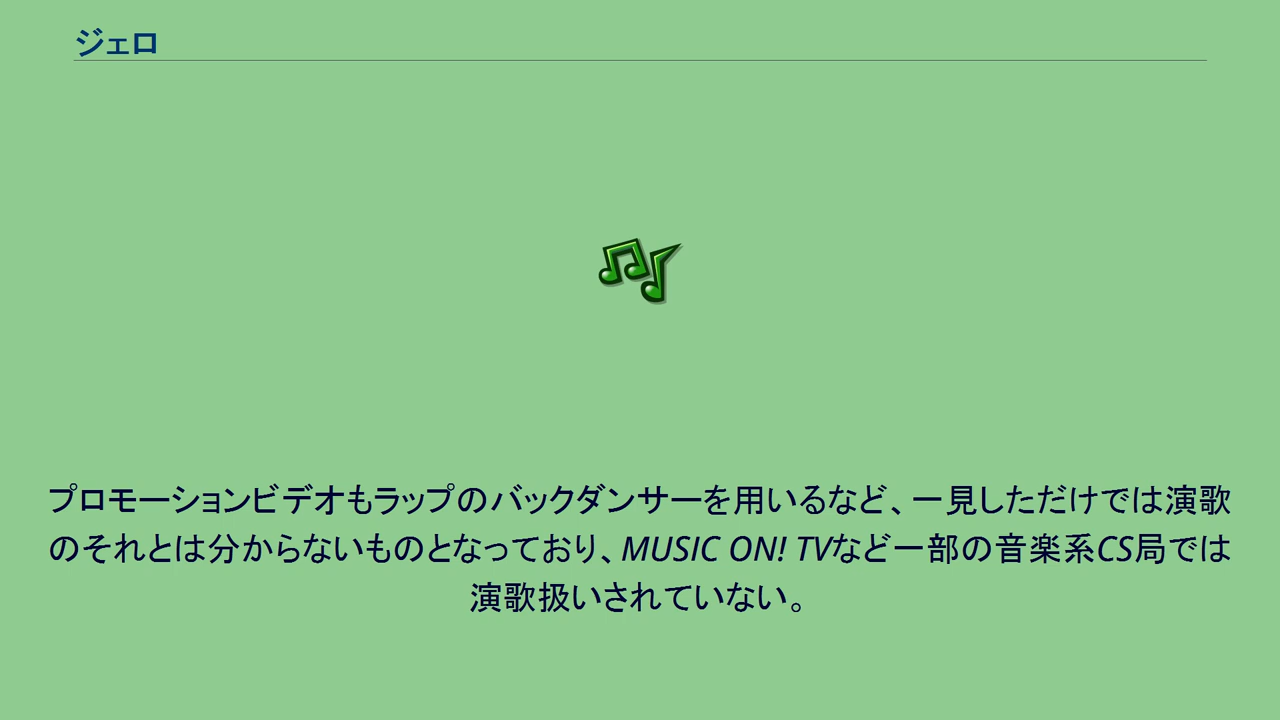 ジェロ
プロモーションビデオもラップのバックダンサーを用いるなど、一見しただけでは演歌
のそれとは分からないものとなっており、MUSIC ON! TVなど一部の音楽系CS局では
演歌扱いされていない。